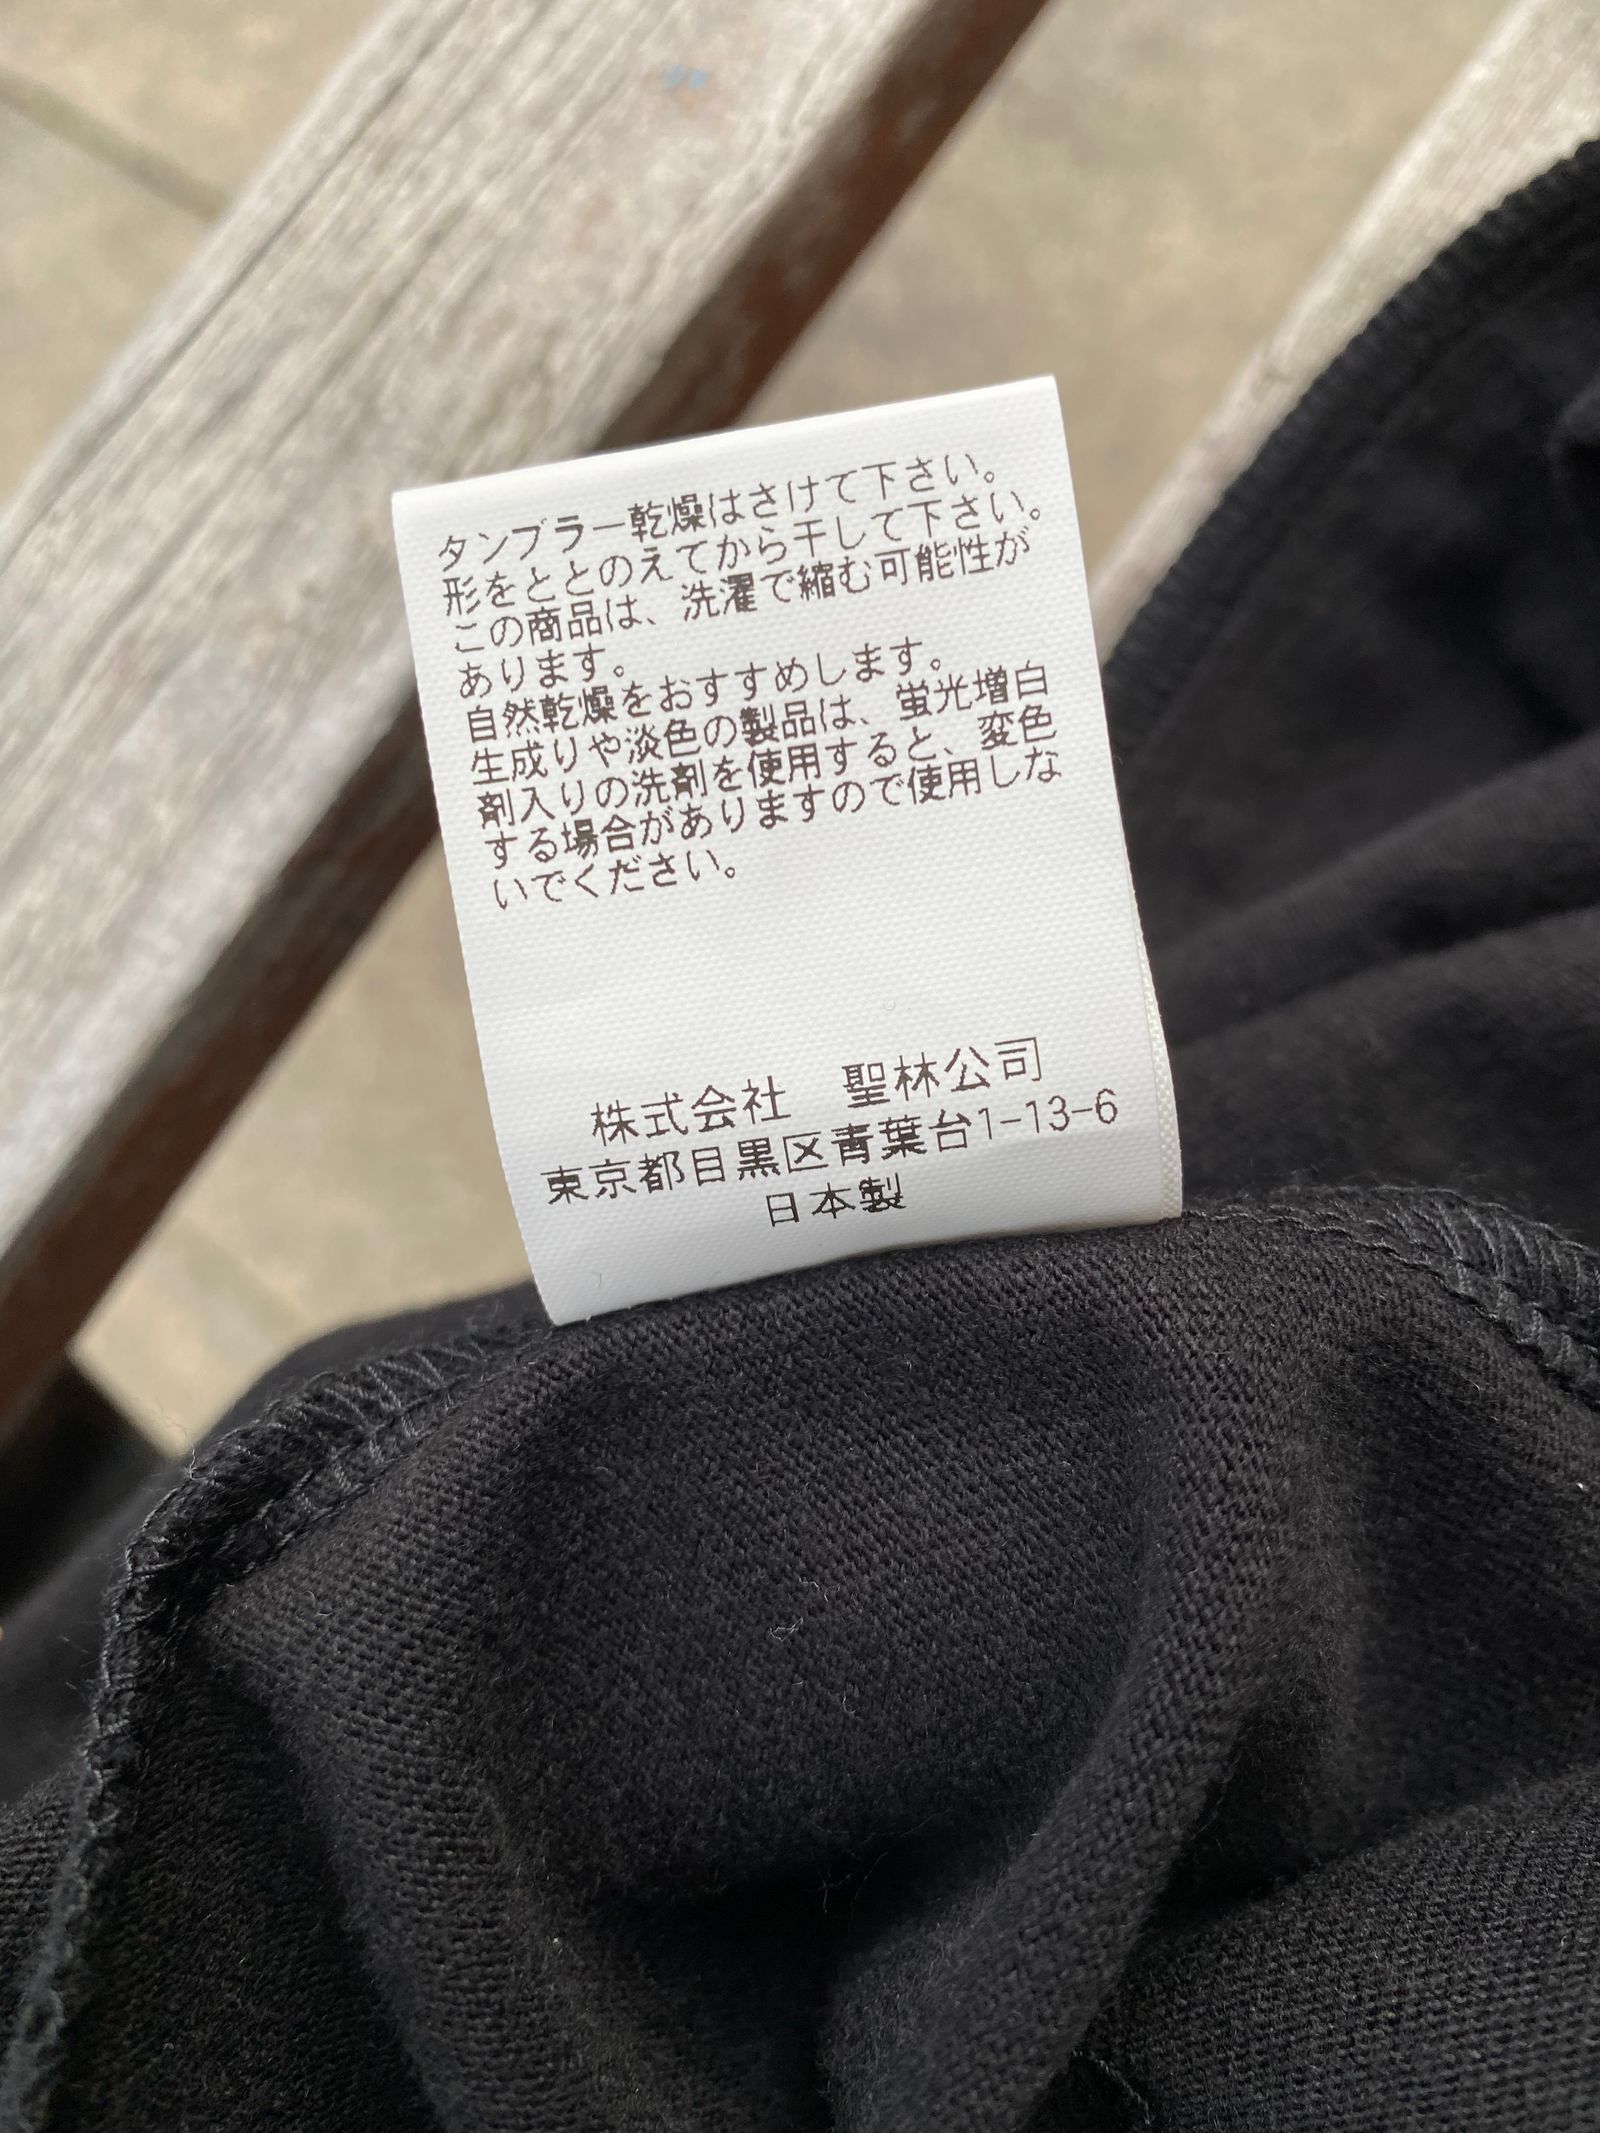 タンブラー乾燥はさけて下さい。
形をととのえてから干して下さい。
この商品は、洗濯で縮む可能性が
あります。
自然乾燥をおすすめします。
生成りや淡色の製品は、蛍光増白
剤入りの洗剤を使用すると、変色
する場合がありますので使用しな
いでください。
株式会社　聖林公司
東京都目黒区青葉台1-13-6
日本製